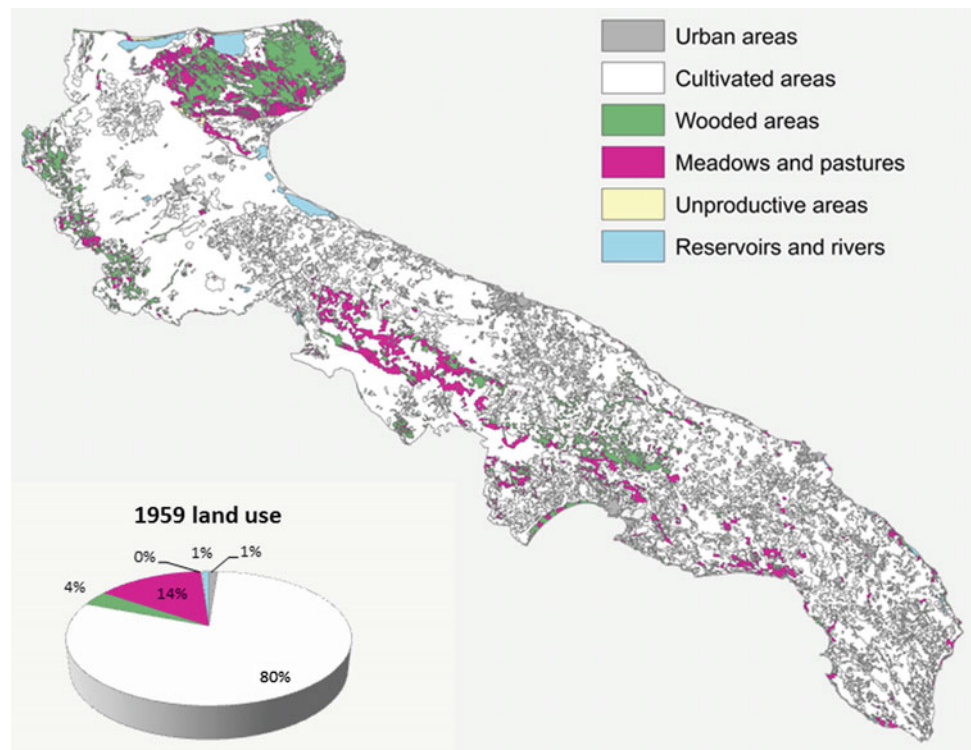 Urban areas
Cultivated areas
Wooded areas
Meadows and pastures
Unproductive areas
Reservoirs and rivers
1959 land use
0%
1%
1%
4%
14%
80%